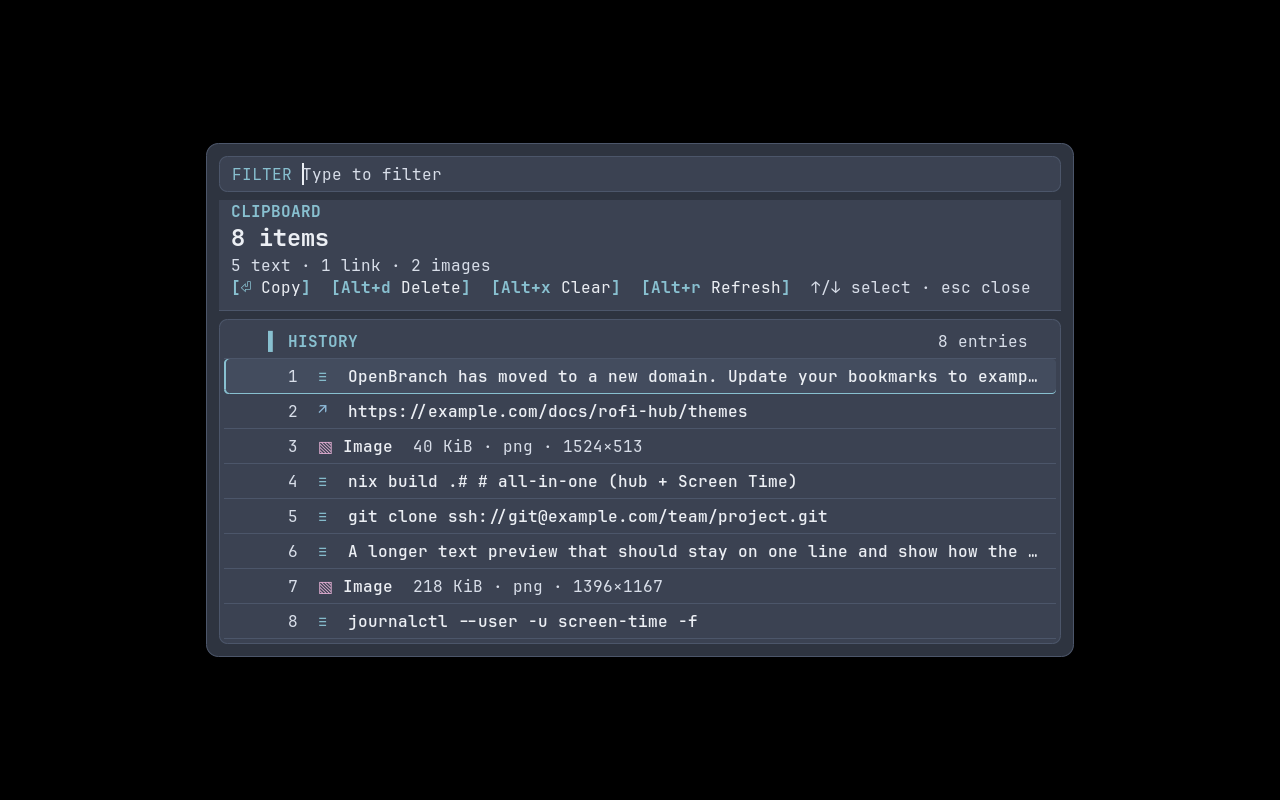 FILTER Type to filter
CLIPBOARD
8 items
5 text · 1 link · 2 images
[⏎ Copy] [Alt+d Delete] [Alt+x Clear] [Alt+r Refresh] ↑/↓ select · esc close
HISTORY 8 entries
1 OpenBranch has moved to a new domain. Update your bookmarks to examp…
2 https://example.com/docs/rofi-hub/themes
3 Image 40 KiB · png · 1524×513
4 nix build .# # all-in-one (hub + Screen Time)
5 git clone ssh://git@example.com/team/project.git
6 A longer text preview that should stay on one line and show how the …
7 Image 218 KiB · png · 1396×1167
8 journalctl --user -u screen-time -f